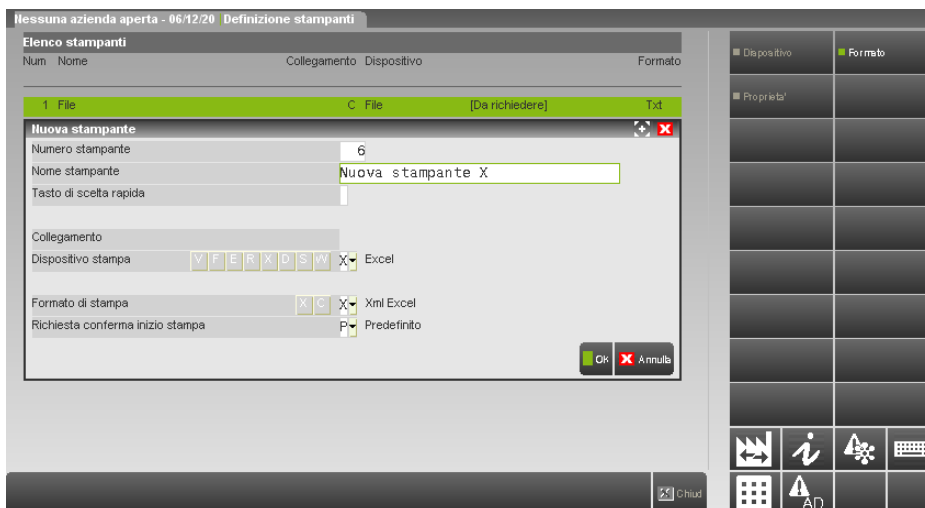 Nessuna azienda aperta - 06/12/20 Definizione stampanti
Elenco stampanti
Num Nome Collegamento Dispositivo Formato
1 File C File [Da richiedere] Txt
Nuova stampante
Numero stampante 6
Nome stampante Nuova stampante X
Tasto di scelta rapida
Collegamento
Dispositivo stampa V F E R X D S W X Excel
Formato di stampa X C X Xml Excel
Richiesta conferma inizio stampa P Predefinito
Ok Annulla
Chiud
Dispositivo Formato
Proprieta'
i
AD